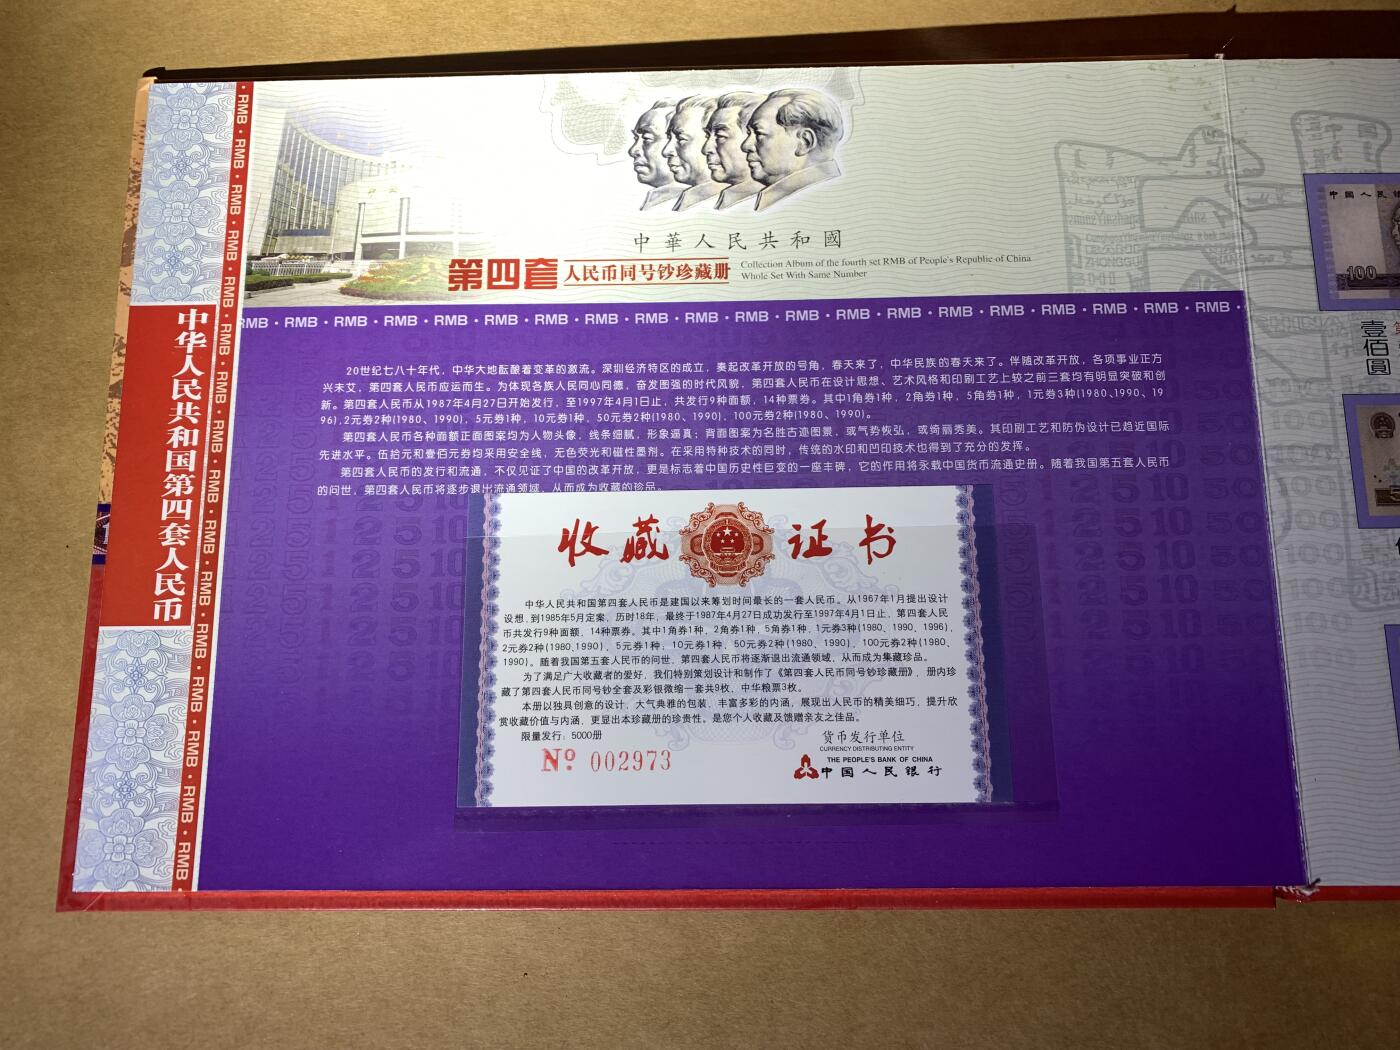 RMB · RMB · RMB · RMB · RMB · RMB · RMB · RMB · RMB · RMB · RMB · RMB · RMB
中华人民共和国第四套人民币
中華人民共和國
第四套 人民币同号钞珍藏册
Collection Album of the fourth set RMB of People's Republic of China
Whole Set With Same Number
RMB · RMB · RMB · RMB · RMB · RMB · RMB · RMB · RMB · RMB · RMB · RMB · RMB · RMB · RMB · RMB · RMB · RMB · RMB · RMB ·
20世纪七八十年代，中华大地酝酿着变革的激流。深圳经济特区的成立，奏起改革开放的号角，春天来了，中华民族的春天来了。伴随改革开放，各项事业正方
兴未艾，第四套人民币应运而生。为体现各族人民同心同德，奋发图强的时代风貌，第四套人民币在设计思想、艺术风格和印刷工艺上较之前三套均有明显突破和创
新。第四套人民币从1987年4月27日开始发行，至1997年4月1日止，共发行9种面额，14种票券。其中1角券1种，2角券1种，5角券1种，1元券3种(1980、1990、19
96),2元券2种(1980、1990)，5元券1种，10元券1种，50元券2种(1980、1990)，100元券2种(1980、1990)。
第四套人民币各种面额正面图案均为人物头像，线条细腻，形象逼真；背面图案为名胜古迹图景，或气势恢弘，或绮丽秀美。其印刷工艺和防伪设计已趋近国际
先进水平。伍拾元和壹佰元券均采用安全线，无色荧光和磁性墨剂。在采用特种技术的同时，传统的水印和凹印技术也得到了充分的发挥。
第四套人民币的发行和流通，不仅见证了中国的改革开放，更是标志着中国历史性巨变的一座丰碑，它的作用将永载中国货币流通史册。随着我国第五套人民币
的问世，第四套人民币将逐步退出流通领域，从而成为收藏的珍品。
收藏证书
中华人民共和国第四套人民币是建国以来筹划时间最长的一套人民币。从1967年1月提出设计
设想，到1985年5月定案，历时18年，最终于1987年4月27日成功发行至1997年4月1日止，第四套人民
币共发行9种面额，14种票券。其中1角券1种，2角券1种，5角券1种，1元券3种(1980、1990、1996)，
2元券2种(1980、1990)，5元券1种；10元券1种，50元券2种(1980、1990)，100元券2种(1980、
1990)。随着我国第五套人民币的问世，第四套人民币将逐渐退出流通领域，从而成为集藏珍品。
为了满足广大收藏者的爱好，我们特别策划设计和制作了《第四套人民币同号钞珍藏册》，册内珍
藏了第四套人民币同号钞全套及彩银微缩一套共9枚、中华粮票3枚。
本册以独具创意的设计，大气典雅的包装，丰富多彩的内涵，展现出人民币的精美细巧，提升欣
赏收藏价值与内涵，更显出本珍藏册的珍贵性。是您个人收藏及馈赠亲友之佳品。
限量发行：5000册
Nº 002973
货币发行单位
CURRENCY DISTRIBUTING ENTITY
THE PEOPLE'S BANK OF CHINA
中国人民银行
中国人民银
100
壹佰圆